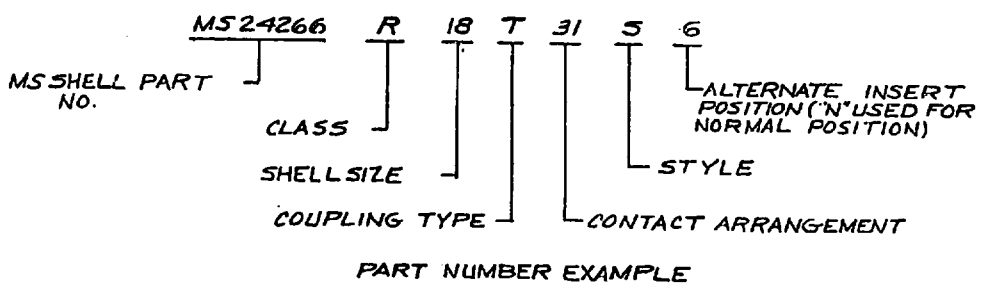 MS24266 R 18 T 31 S 6
MS SHELL PART
NO.
ALTERNATE INSERT
POSITION ("N" USED FOR
NORMAL POSITION)
CLASS
STYLE
SHELL SIZE
COUPLING TYPE
CONTACT ARRANGEMENT
PART NUMBER EXAMPLE